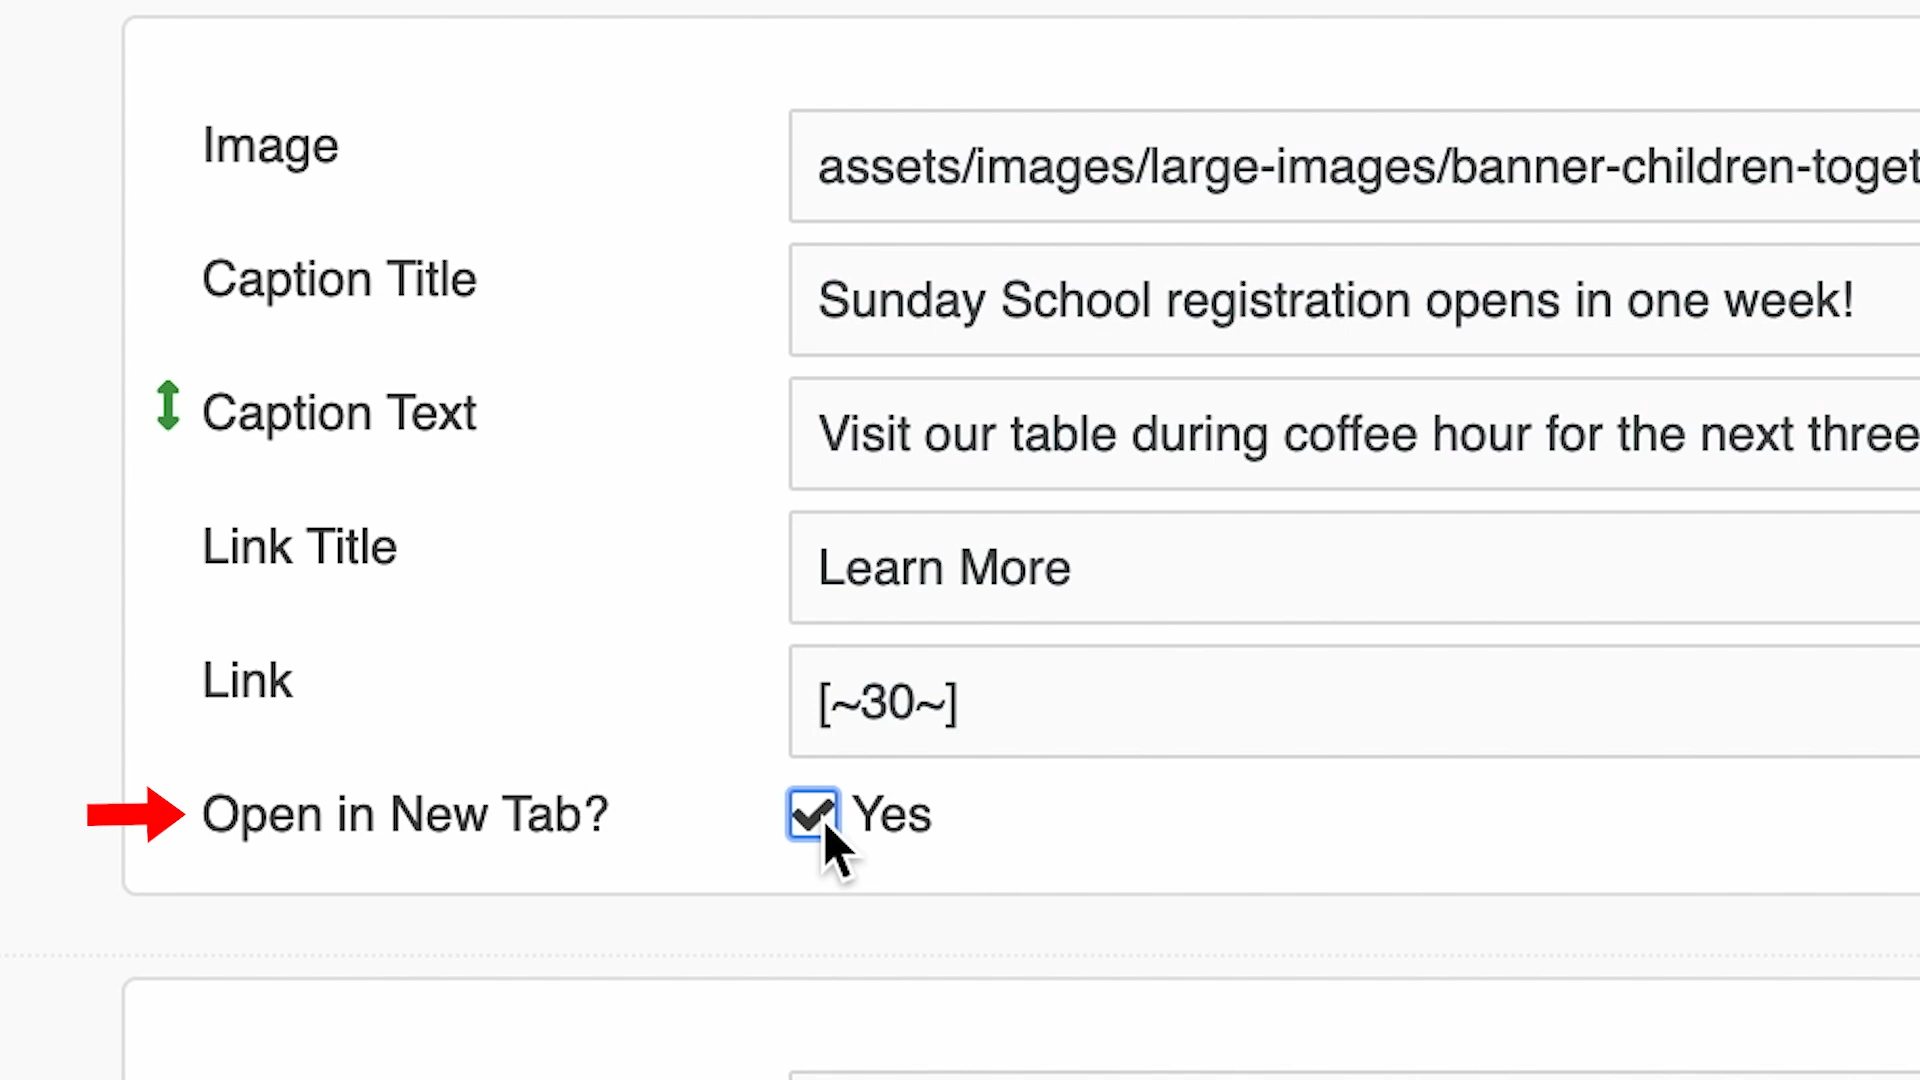 Image
assets/images/large-images/banner-children-toget
Caption Title
Sunday School registration opens in one week!
Caption Text
Visit our table during coffee hour for the next three
Link Title
Learn More
Link
[~30~]
Open in New Tab?
Yes